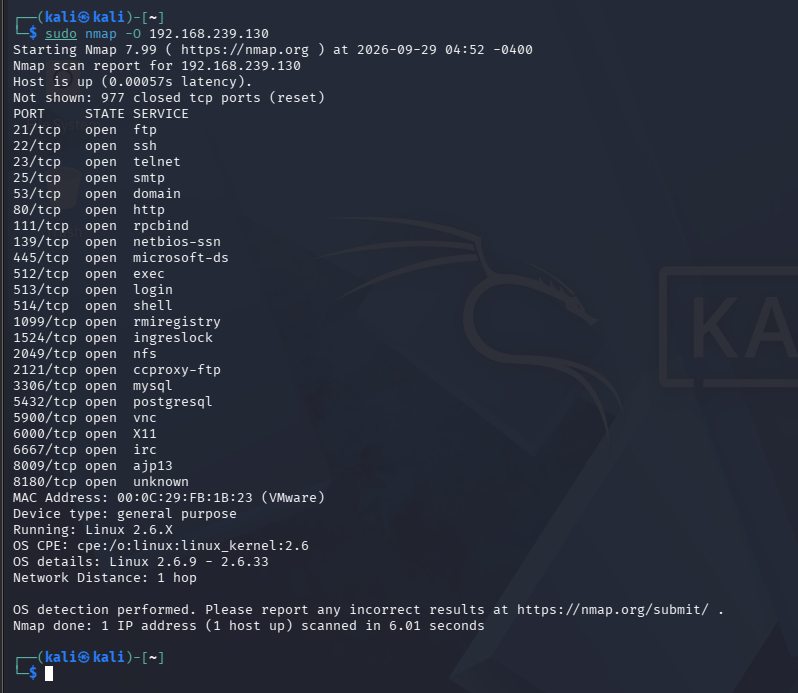 ┌──(kali㉿kali)-[~]
└─$ sudo nmap -O 192.168.239.130
Starting Nmap 7.99 ( https://nmap.org ) at 2026-09-29 04:52 -0400
Nmap scan report for 192.168.239.130
Host is up (0.00057s latency).
Not shown: 977 closed tcp ports (reset)
PORT     STATE SERVICE
21/tcp   open  ftp
22/tcp   open  ssh
23/tcp   open  telnet
25/tcp   open  smtp
53/tcp   open  domain
80/tcp   open  http
111/tcp  open  rpcbind
139/tcp  open  netbios-ssn
445/tcp  open  microsoft-ds
512/tcp  open  exec
513/tcp  open  login
514/tcp  open  shell
1099/tcp open  rmiregistry
1524/tcp open  ingreslock
2049/tcp open  nfs
2121/tcp open  ccproxy-ftp
3306/tcp open  mysql
5432/tcp open  postgresql
5900/tcp open  vnc
6000/tcp open  X11
6667/tcp open  irc
8009/tcp open  ajp13
8180/tcp open  unknown
MAC Address: 00:0C:29:FB:1B:23 (VMware)
Device type: general purpose
Running: Linux 2.6.X
OS CPE: cpe:/o:linux:linux_kernel:2.6
OS details: Linux 2.6.9 - 2.6.33
Network Distance: 1 hop

OS detection performed. Please report any incorrect results at https://nmap.org/submit/ .
Nmap done: 1 IP address (1 host up) scanned in 6.01 seconds

┌──(kali㉿kali)-[~]
└─$
KA